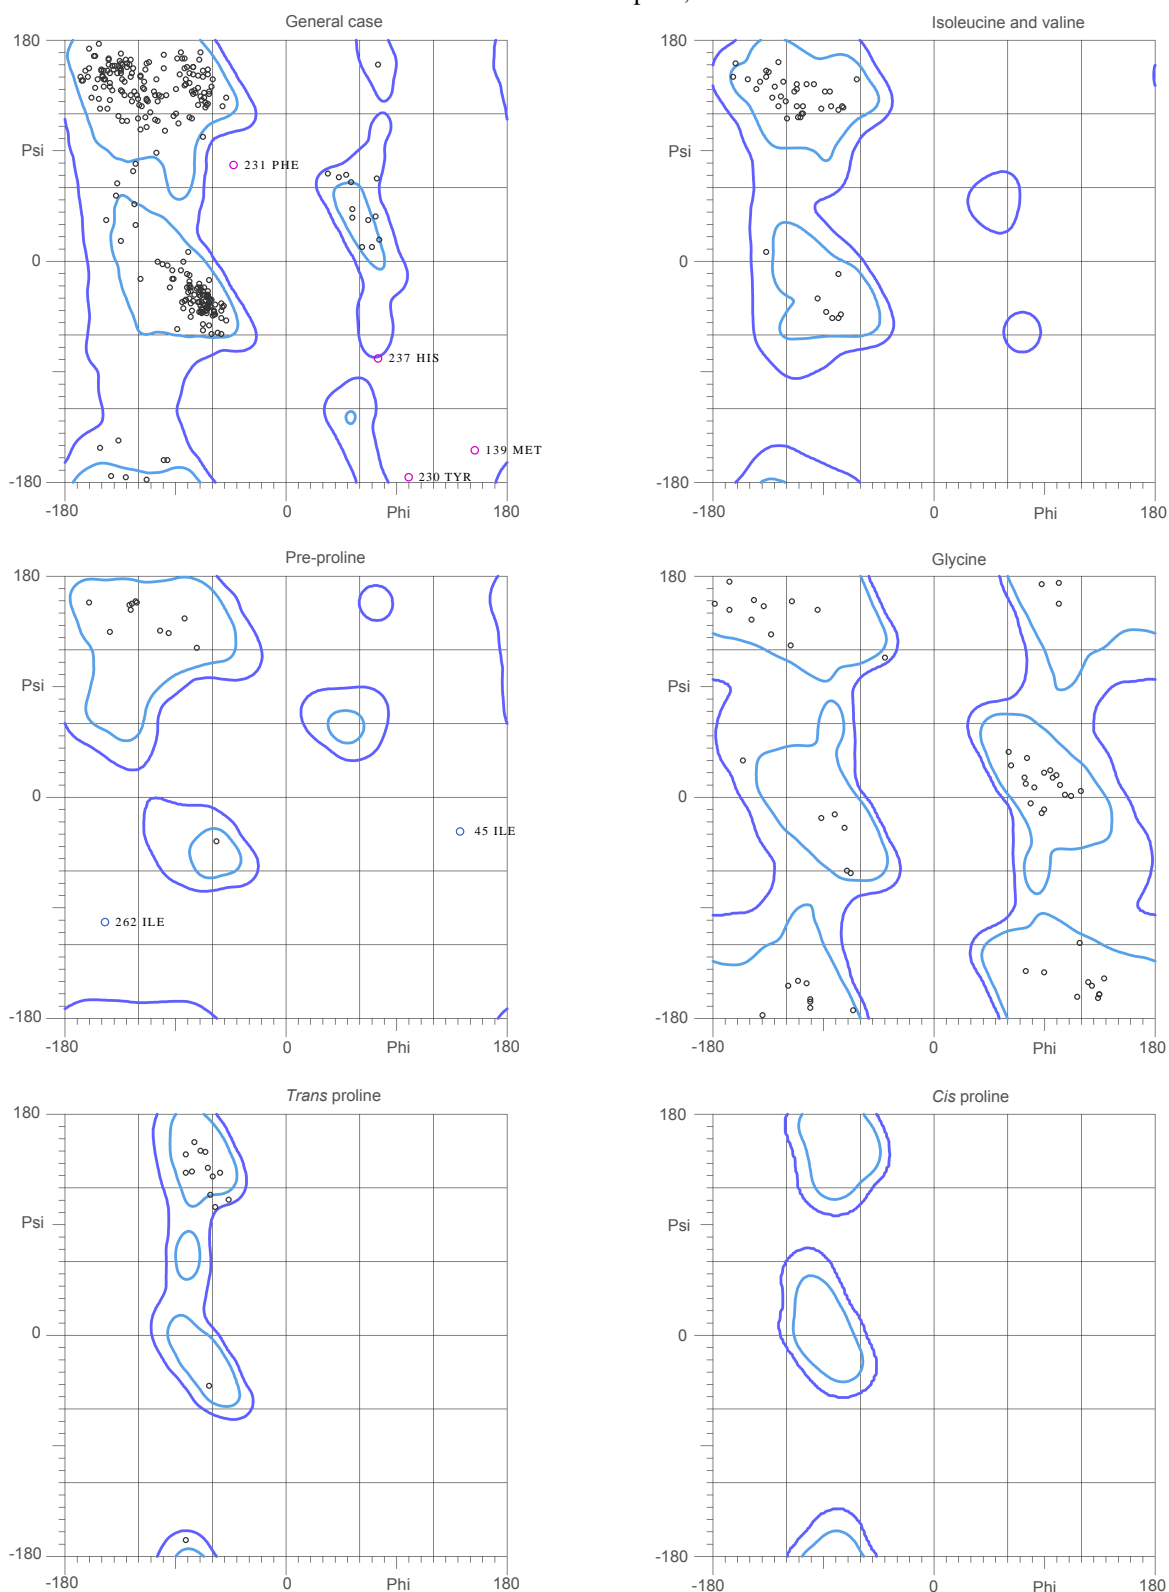 General case
180
Psi
0
-180
-180
0
Phi
180
231 PHE
237 HIS
139 MET
230 TYR
Isoleucine and valine
180
Psi
0
-180
-180
0
Phi
180
Pre-proline
180
Psi
0
-180
-180
0
Phi
180
45 ILE
262 ILE
Glycine
180
Psi
0
-180
-180
0
Phi
180
Trans proline
180
Psi
0
-180
-180
0
Phi
180
Cis proline
180
Psi
0
-180
-180
0
Phi
180